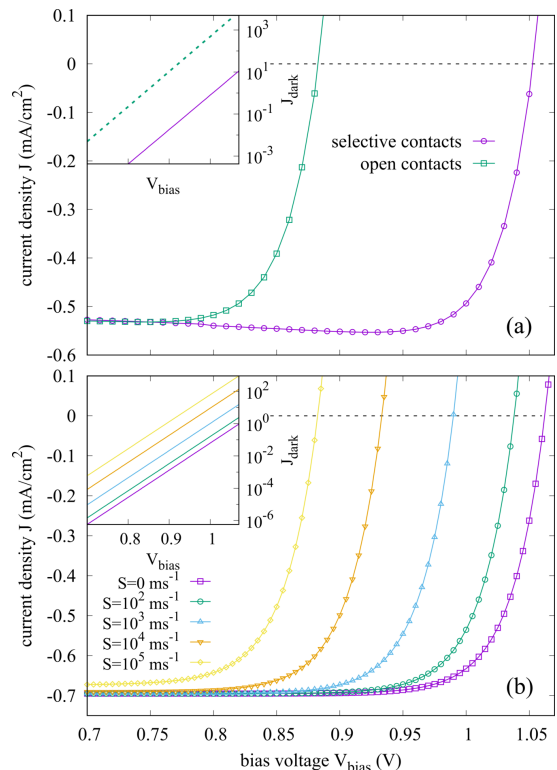 0.1
0
-0.1
-0.2
-0.3
-0.4
-0.5
-0.6
current density J (mA/cm²)
10³
10¹
10⁻¹
10⁻³
J_dark
V_bias
selective contacts
open contacts
(a)
0.1
0
-0.1
-0.2
-0.3
-0.4
-0.5
-0.6
-0.7
current density J (mA/cm²)
10²
10⁰
10⁻²
10⁻⁴
10⁻⁶
J_dark
0.8 0.9 1
V_bias
S=0 ms⁻¹
S=10² ms⁻¹
S=10³ ms⁻¹
S=10⁴ ms⁻¹
S=10⁵ ms⁻¹
(b)
0.7 0.75 0.8 0.85 0.9 0.95 1 1.05
bias voltage V_bias (V)